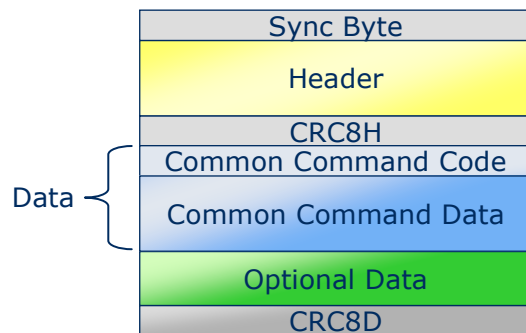 Sync Byte
Header
CRC8H
Common Command Code
Data
Common Command Data
Optional Data
CRC8D